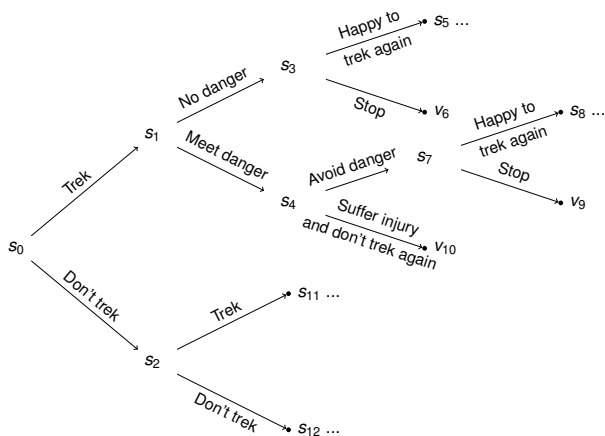 Happy to
trek again
s5 ...
s3
No danger
Stop
v6
s1
Happy to
trek again
s8 ...
Meet danger
Avoid danger
s7
Trek
Stop
s4
v9
Suffer injury
and don't trek again
v10
s0
Don't trek
Trek
s11 ...
s2
Don't trek
s12 ...